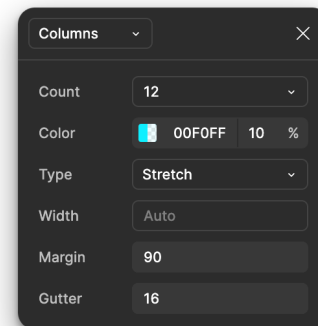 Columns
Count 12
Color 00F0FF 10 %
Type Stretch
Width Auto
Margin 90
Gutter 16